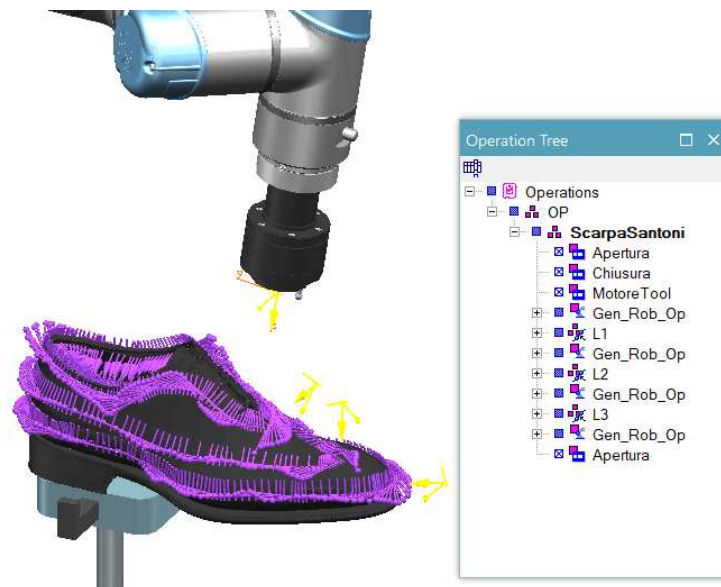 Operation Tree
Operations
OP
ScarpaSantoni
Apertura
Chiusura
MotoreTool
Gen_Rob_Op
L1
Gen_Rob_Op
L2
Gen_Rob_Op
L3
Gen_Rob_Op
Apertura